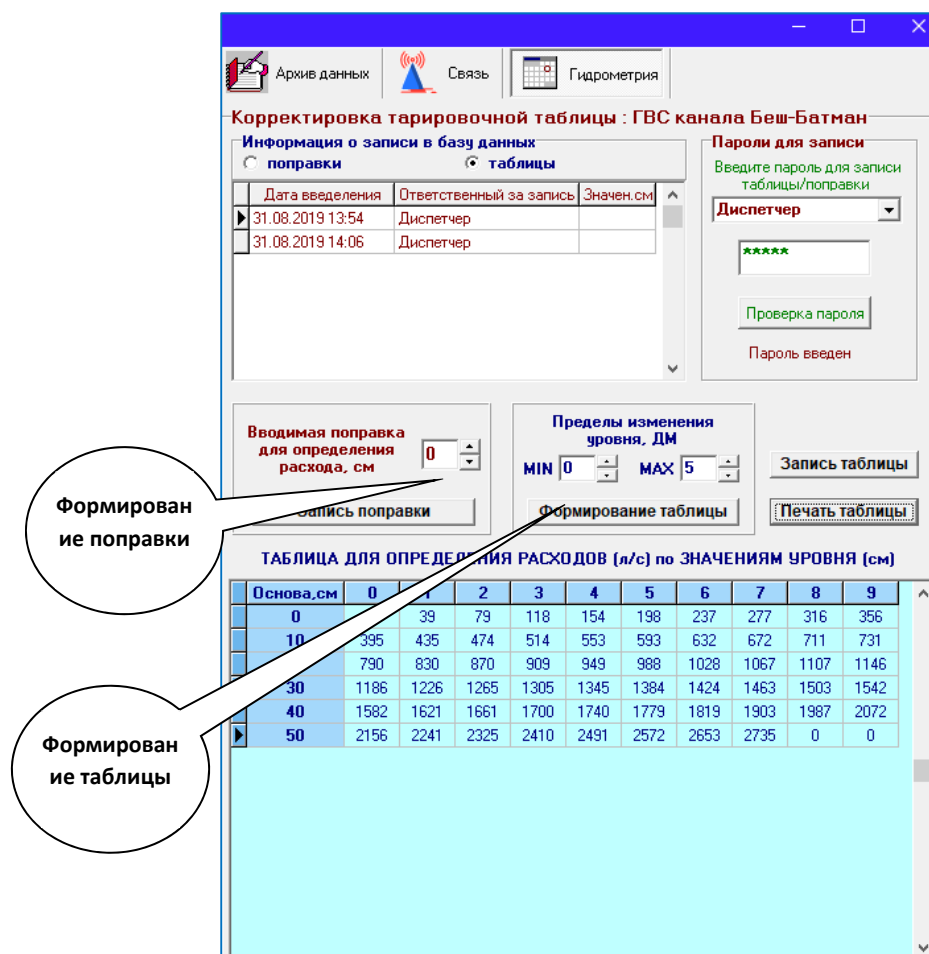 Архив данных Связь Гидрометрия
Корректировка тарировочной таблицы : ГВС канала Беш-Батман
Информация о записи в базу данных
поправки таблицы
Дата введеления Ответственный за запись Значен.см
31.08.2019 13:54 Диспетчер
31.08.2019 14:06 Диспетчер
Пароли для записи
Введите пароль для записи
таблицы/поправки
Диспетчер
*****
Проверка пароля
Пароль введен
Вводимая поправка
для определения
расхода, см
0
Запись поправки
Пределы изменения
уровня, ДМ
MIN 0 MAX 5
Формирование таблицы
Запись таблицы
Печать таблицы
Формирован
ие поправки
Формирован
ие таблицы
ТАБЛИЦА ДЛЯ ОПРЕДЕЛЕНИЯ РАСХОДОВ (л/с) по ЗНАЧЕНИЯМ УРОВНЯ (см)
Основа,см 0 1 2 3 4 5 6 7 8 9
0 39 79 118 154 198 237 277 316 356
10 395 435 474 514 553 593 632 672 711 731
790 830 870 909 949 988 1028 1067 1107 1146
30 1186 1226 1265 1305 1345 1384 1424 1463 1503 1542
40 1582 1621 1661 1700 1740 1779 1819 1903 1987 2072
50 2156 2241 2325 2410 2491 2572 2653 2735 0 0